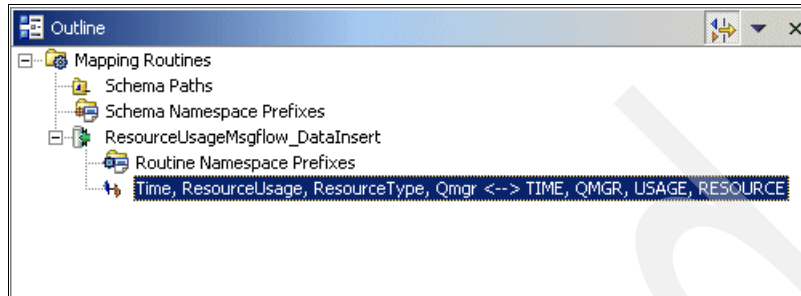 Outline
Mapping Routines
Schema Paths
Schema Namespace Prefixes
ResourceUsageMsgflow_DataInsert
Routine Namespace Prefixes
Time, ResourceUsage, ResourceType, Qmgr <--> TIME, QMGR, USAGE, RESOURCE